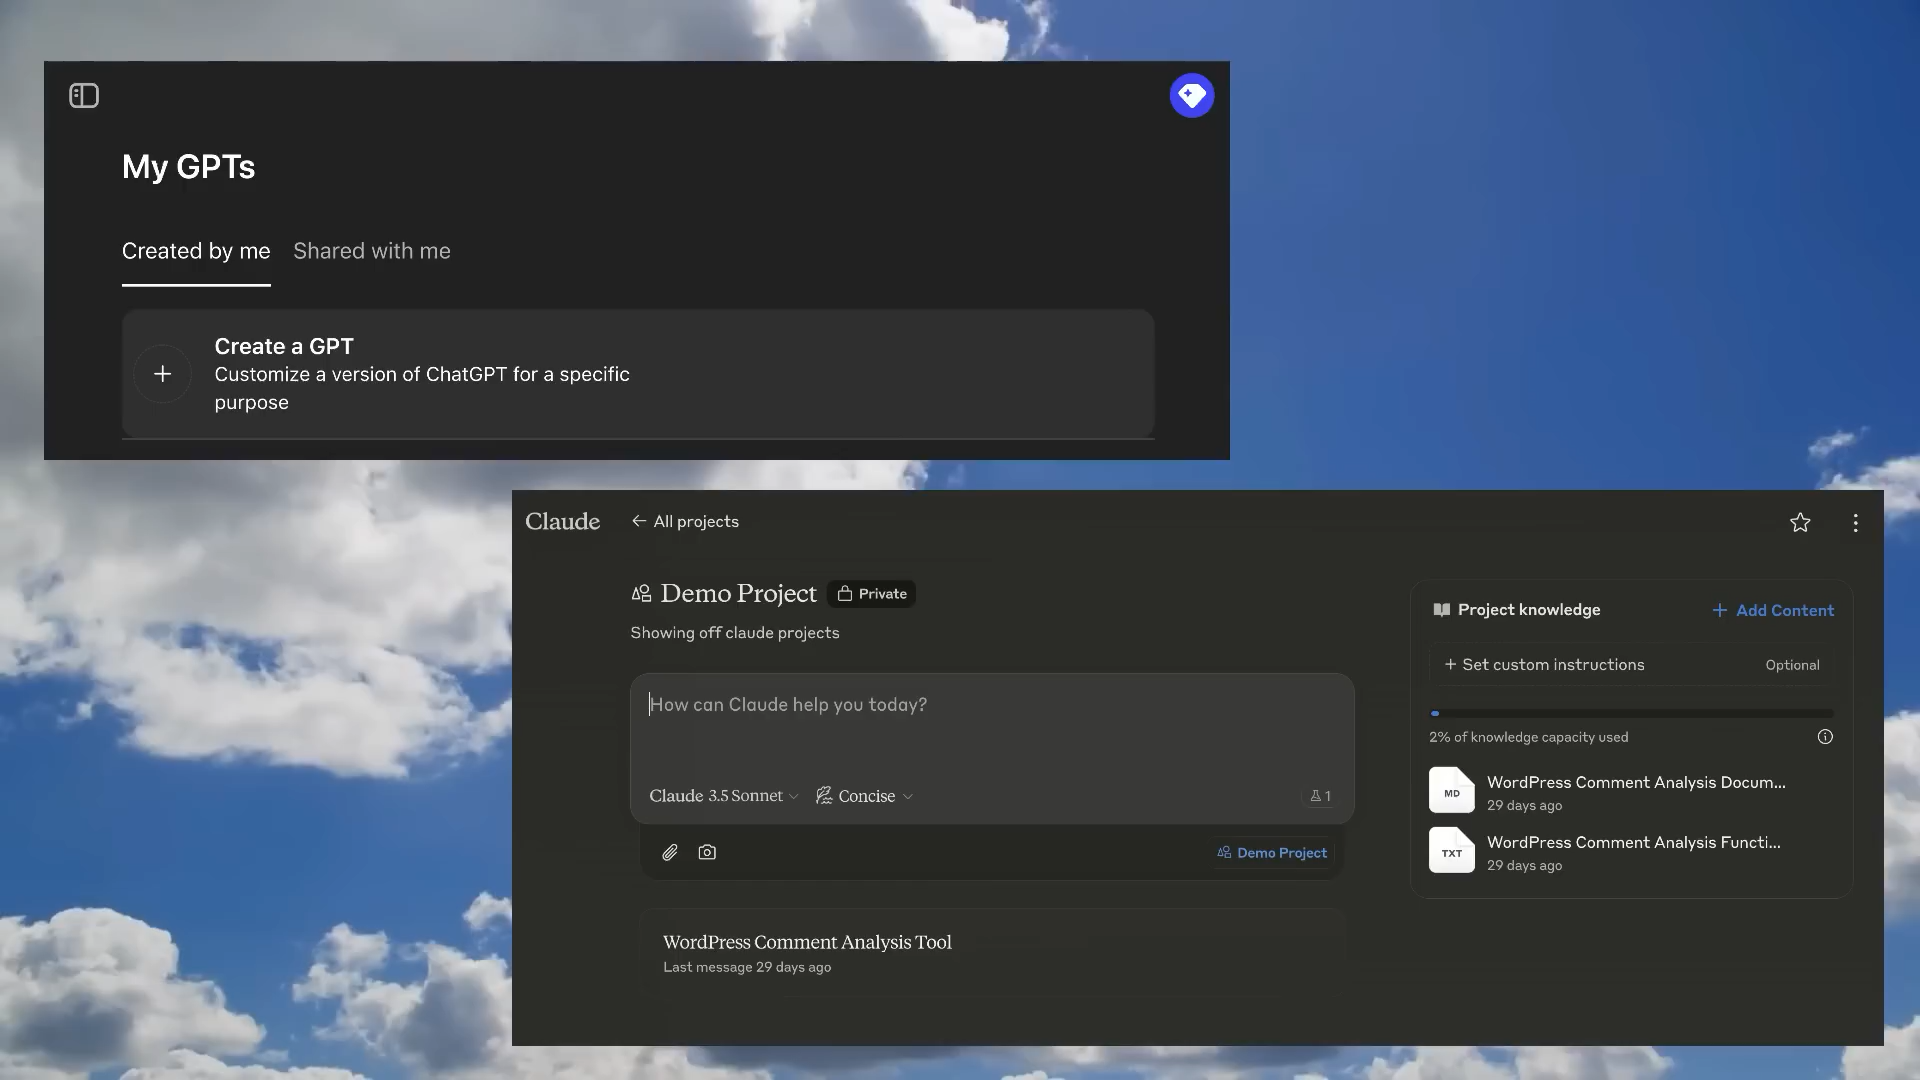 My GPTs
Created by me Shared with me
Create a GPT
Customize a version of ChatGPT for a specific
purpose
Claude
All projects
Demo Project
Private
Showing off claude projects
How can Claude help you today?
Claude 3.5 Sonnet
Concise
1
Demo Project
WordPress Comment Analysis Tool
Last message 29 days ago
Project knowledge
Add Content
Set custom instructions
Optional
2% of knowledge capacity used
MD
WordPress Comment Analysis Docum...
29 days ago
TXT
WordPress Comment Analysis Functi...
29 days ago